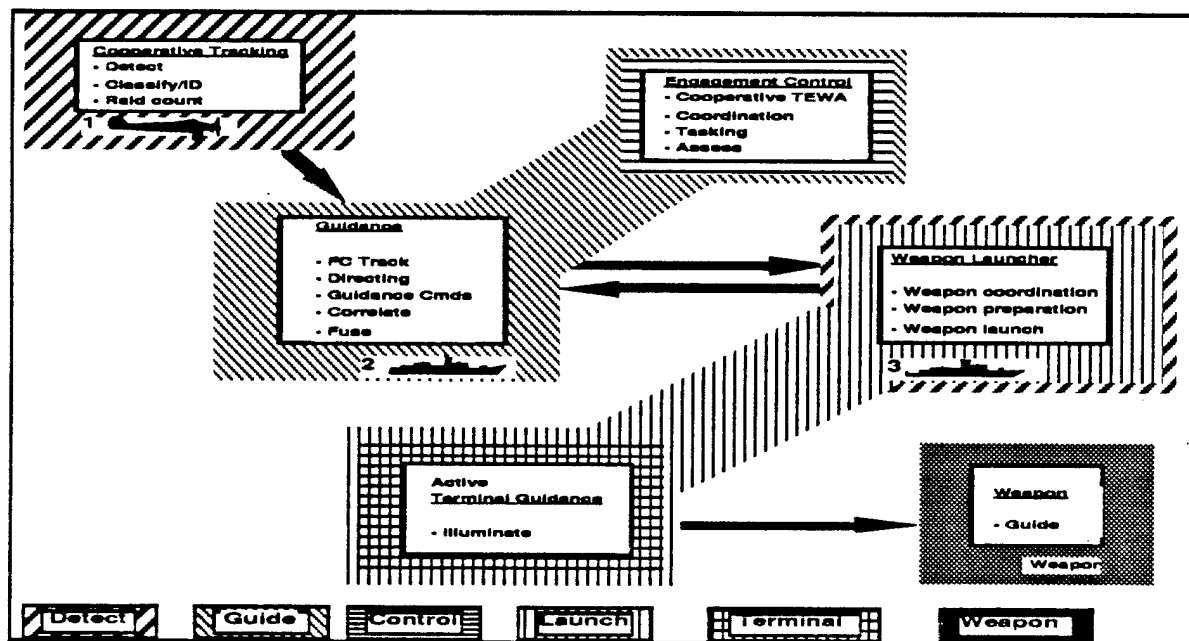 Cooperative Tracking
- Detect
- Classify/ID
- Raid count
1
Engagement Control
- Cooperative TEWA
- Coordination
- Tasking
- Assess
Guidance
- FC Track
- Directing
- Guidance Cmds
- Correlate
- Fuse
2
Weapon Launcher
- Weapon coordination
- Weapon preparation
- Weapon launch
3
Active
Terminal Guidance
- Illuminate
Weapon
- Guide
Weapon
Detect
Guide
Control
Launch
Terminal
Weapon